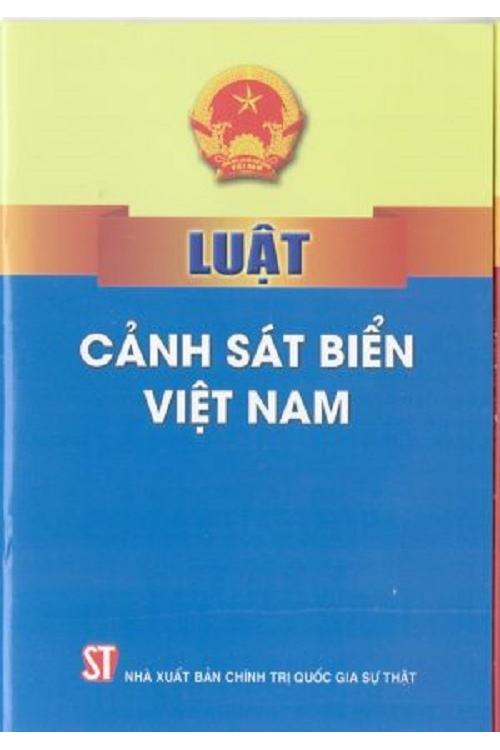 LUẬT
CẢNH SÁT BIỂN
VIỆT NAM
ST NHÀ XUẤT BẢN CHÍNH TRỊ QUỐC GIA SỰ THẬT